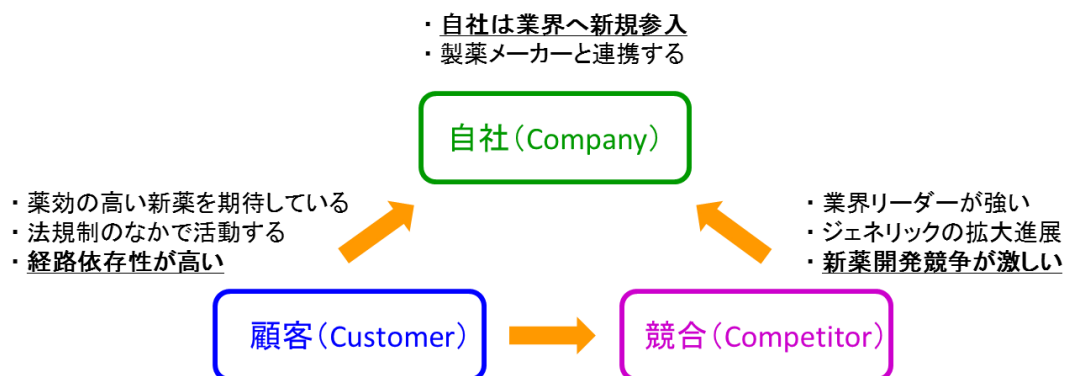 ・自社は業界へ新規参入
・製薬メーカーと連携する
自社（Company）
・薬効の高い新薬を期待している
・法規制のなかで活動する
・経路依存性が高い
・業界リーダーが強い
・ジェネリックの拡大進展
・新薬開発競争が激しい
顧客（Customer）
競合（Competitor）